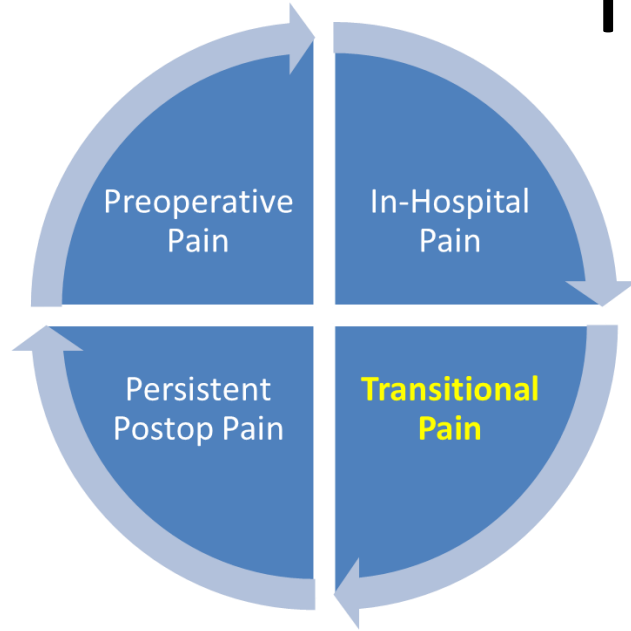 Preoperative
Pain
In-Hospital
Pain
Persistent
Postop Pain
Transitional
Pain